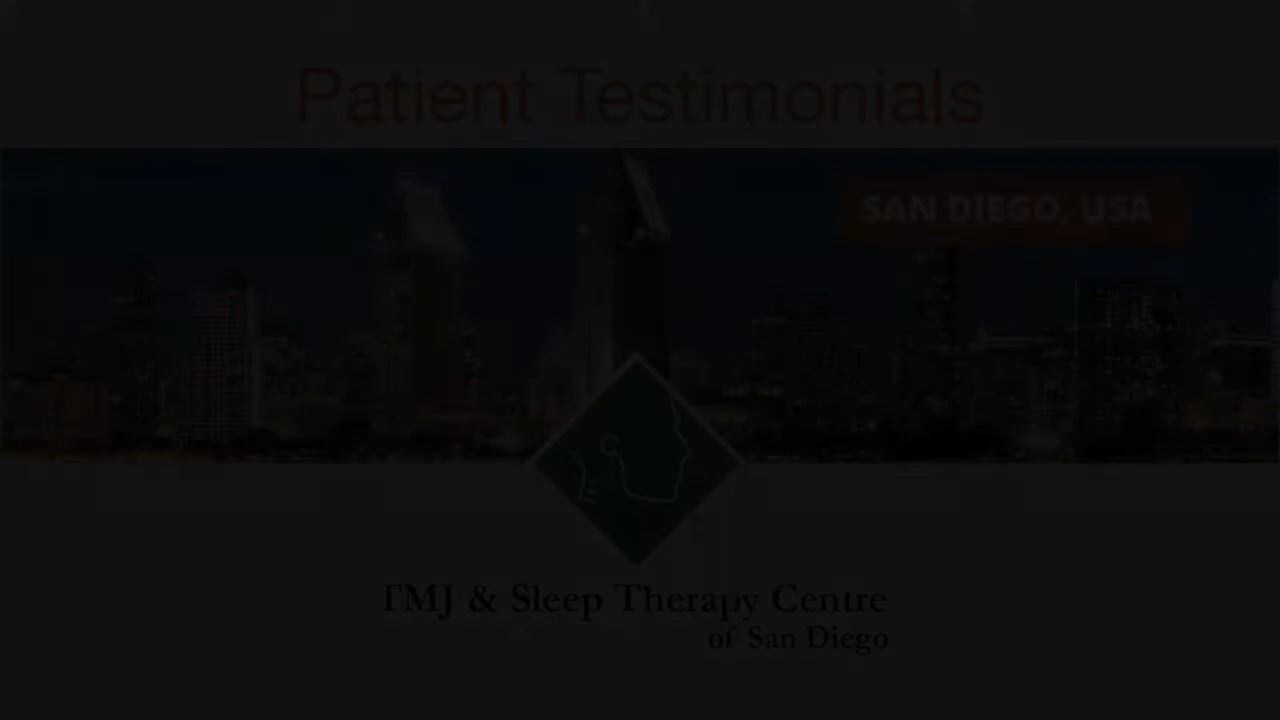 Patient Testimonials
SAN DIEGO, USA
TMJ & Sleep Therapy Centre
of San Diego